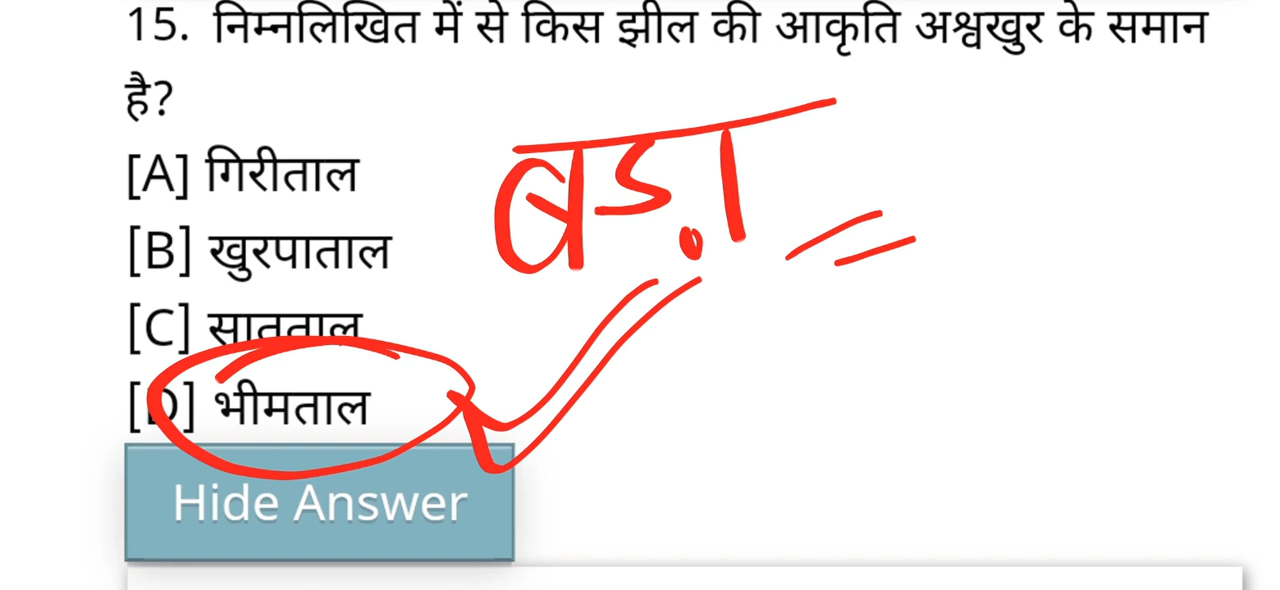 15. निम्नलिखित में से किस झील की आकृति अश्वखुर के समान
है?
[A] गिरीताल
बड़ा
[B] खुरपाताल
[C] सातताल
[D] भीमताल
Hide Answer